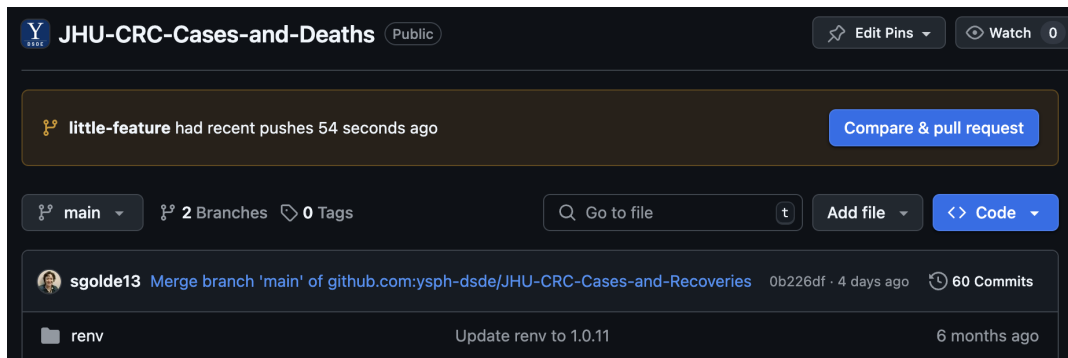 Y
DSDE
JHU-CRC-Cases-and-Deaths Public Edit Pins Watch 0
little-feature had recent pushes 54 seconds ago Compare & pull request
main 2 Branches 0 Tags Go to file t Add file <> Code
sgolde13 Merge branch 'main' of github.com:ysph-dsde/JHU-CRC-Cases-and-Recoveries 0b226df · 4 days ago 60 Commits
renv Update renv to 1.0.11 6 months ago